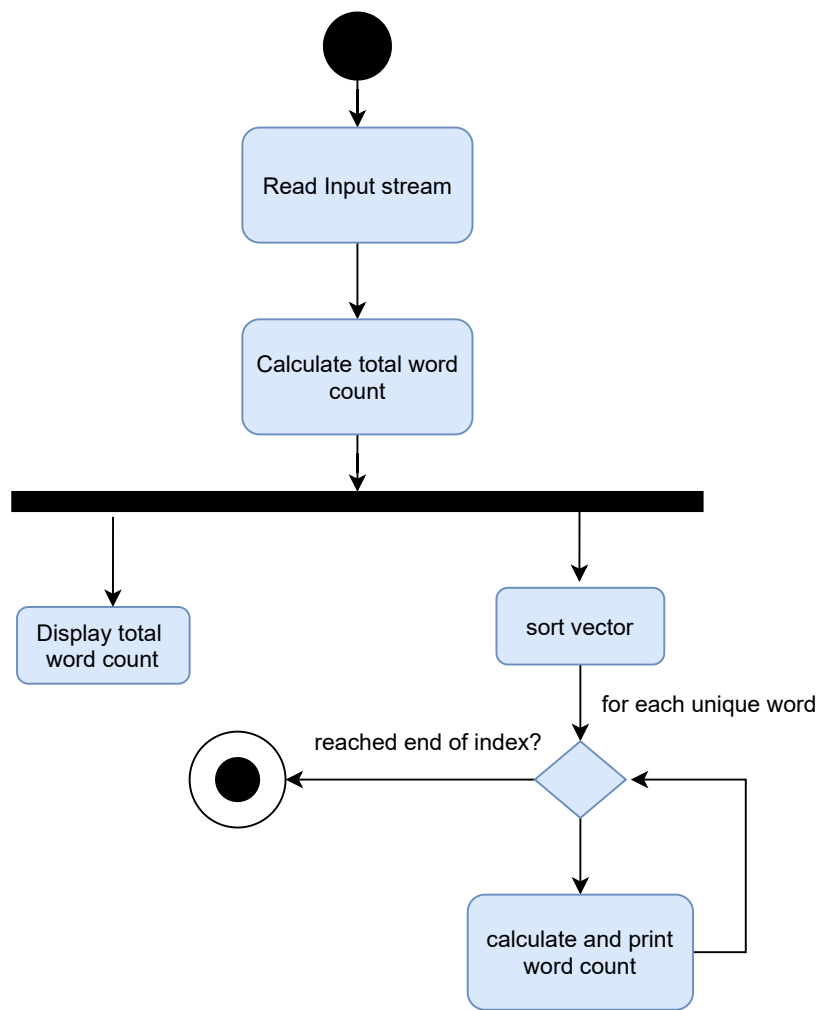 Read Input stream
Calculate total word
count
Display total
word count
sort vector
for each unique word
reached end of index?
calculate and print
word count